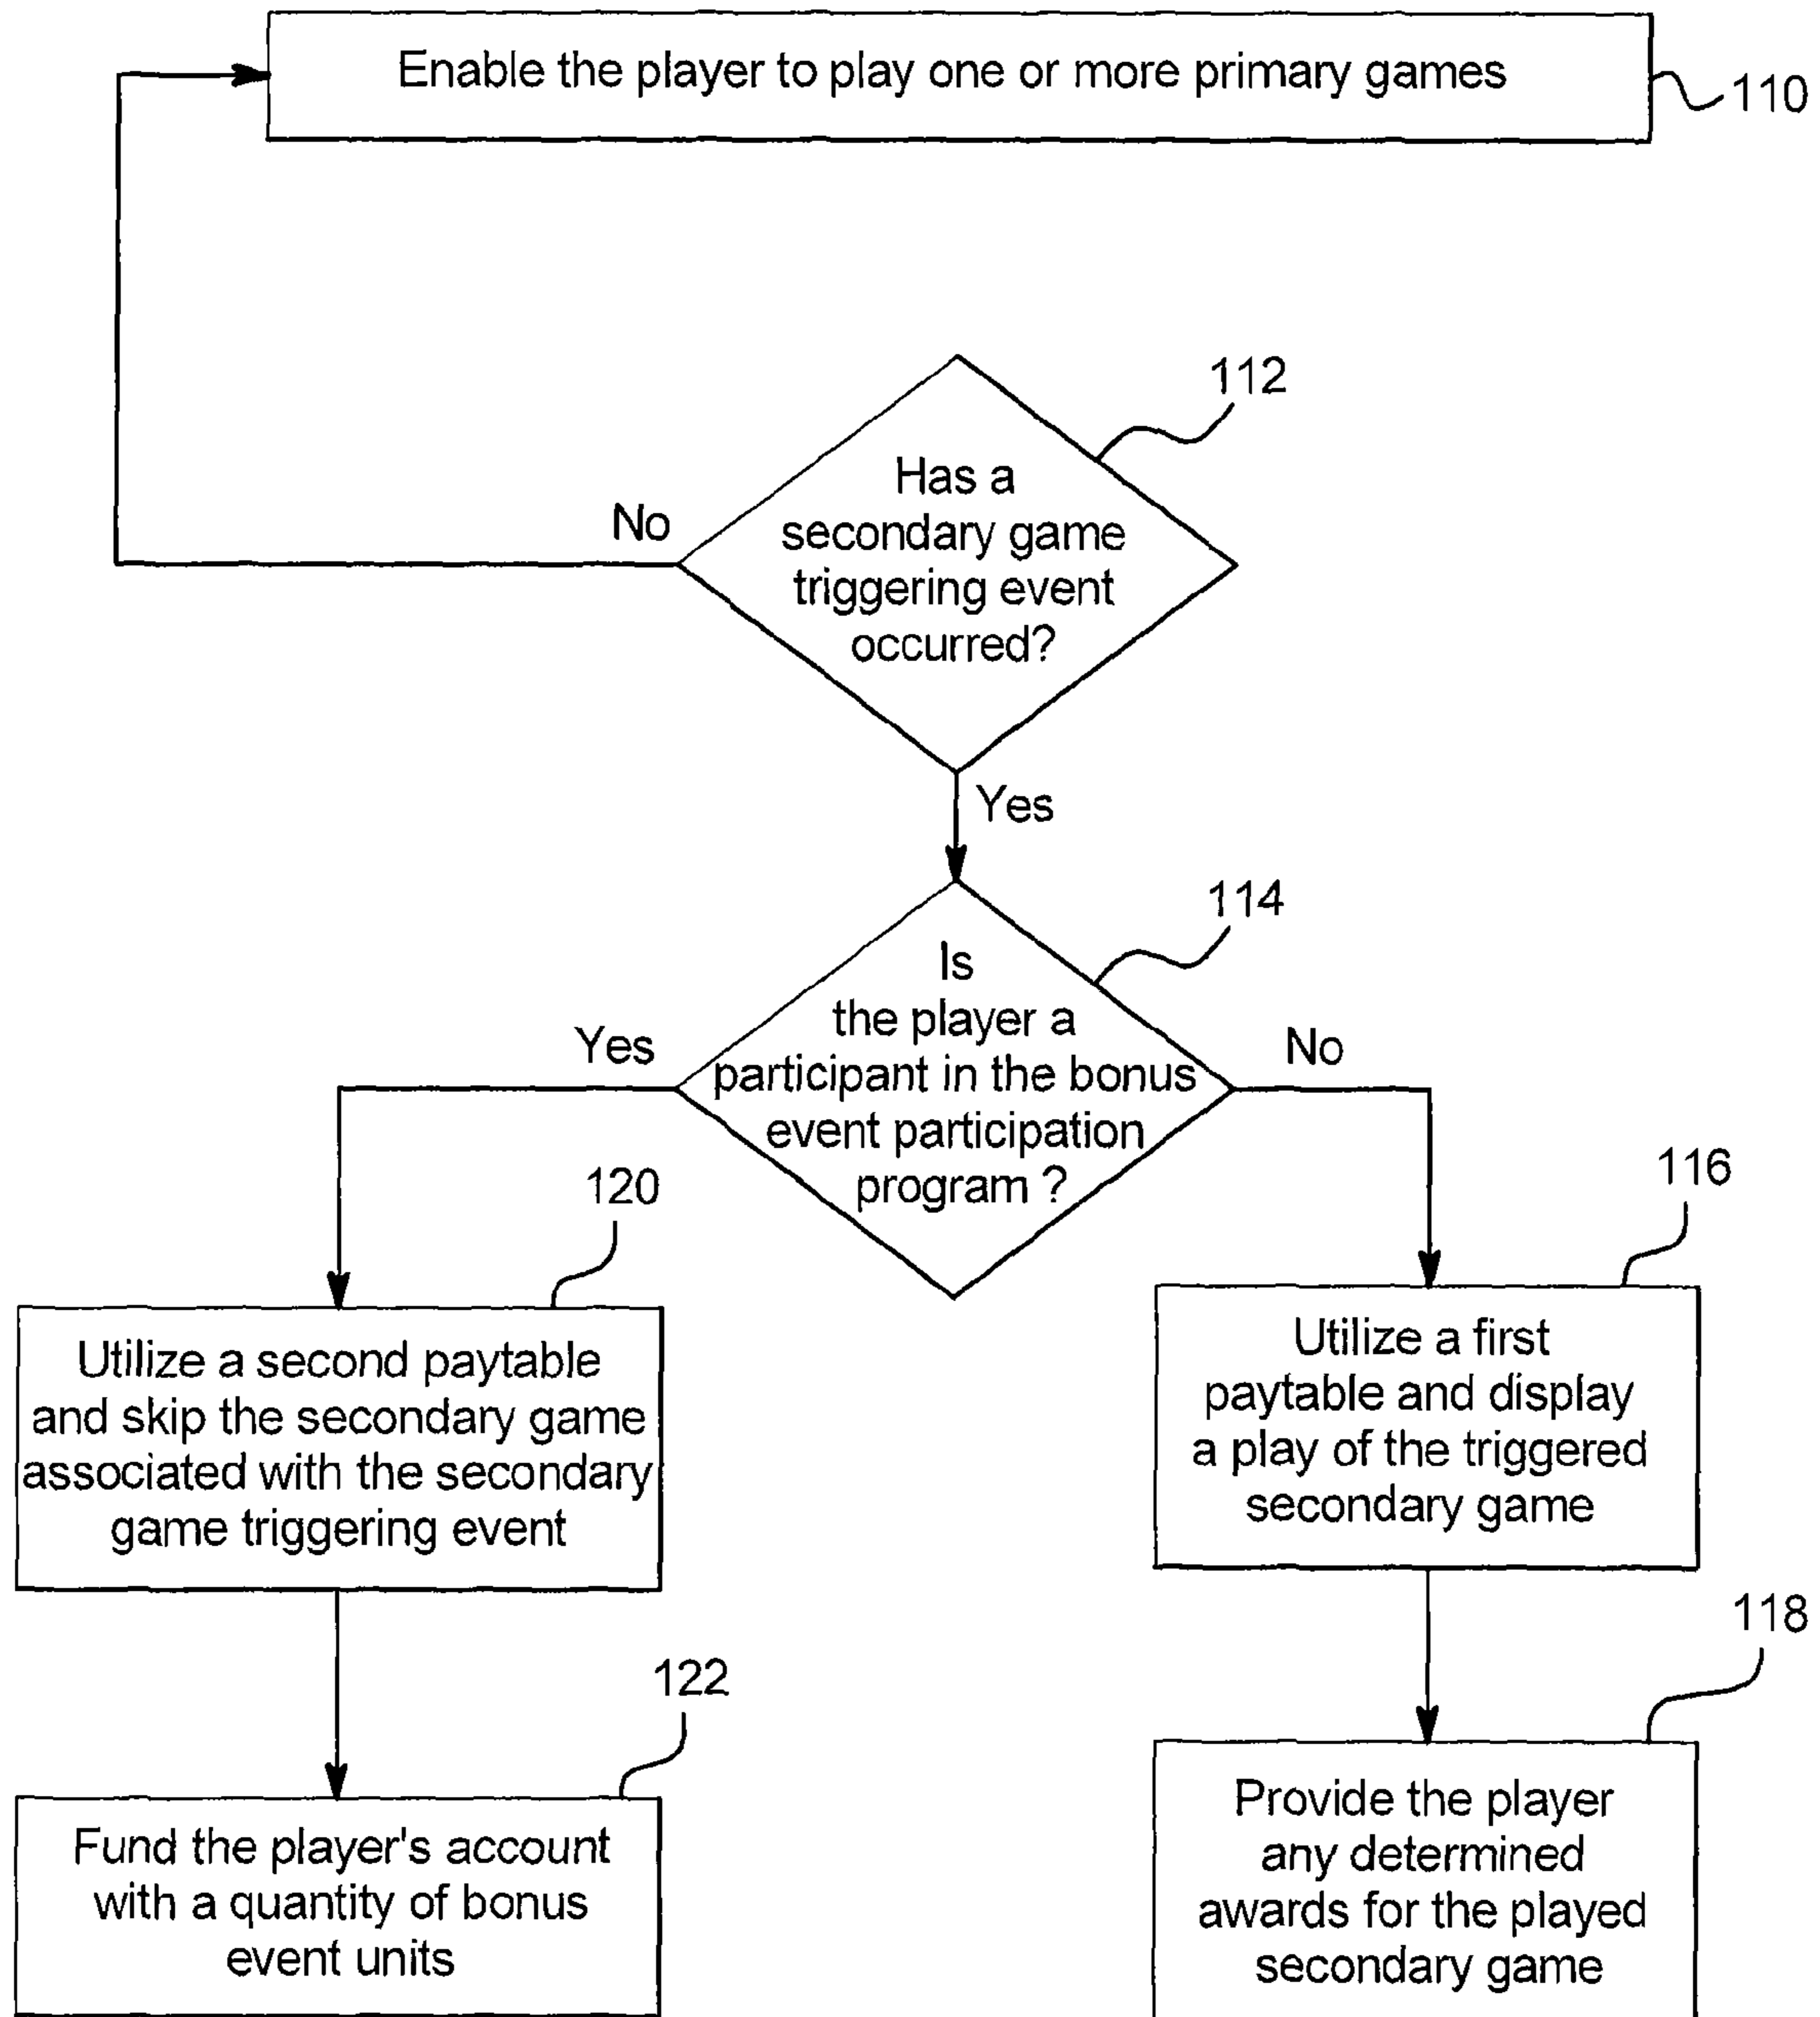 Enable the player to play one or more primary games
110
112
Has a
secondary game
triggering event
occurred?
No
Yes
114
Is
the player a
participant in the bonus
event participation
program ?
Yes
No
120
116
Utilize a second paytable
and skip the secondary game
associated with the secondary
game triggering event
Utilize a first
paytable and display
a play of the triggered
secondary game
122
118
Fund the player's account
with a quantity of bonus
event units
Provide the player
any determined
awards for the played
secondary game